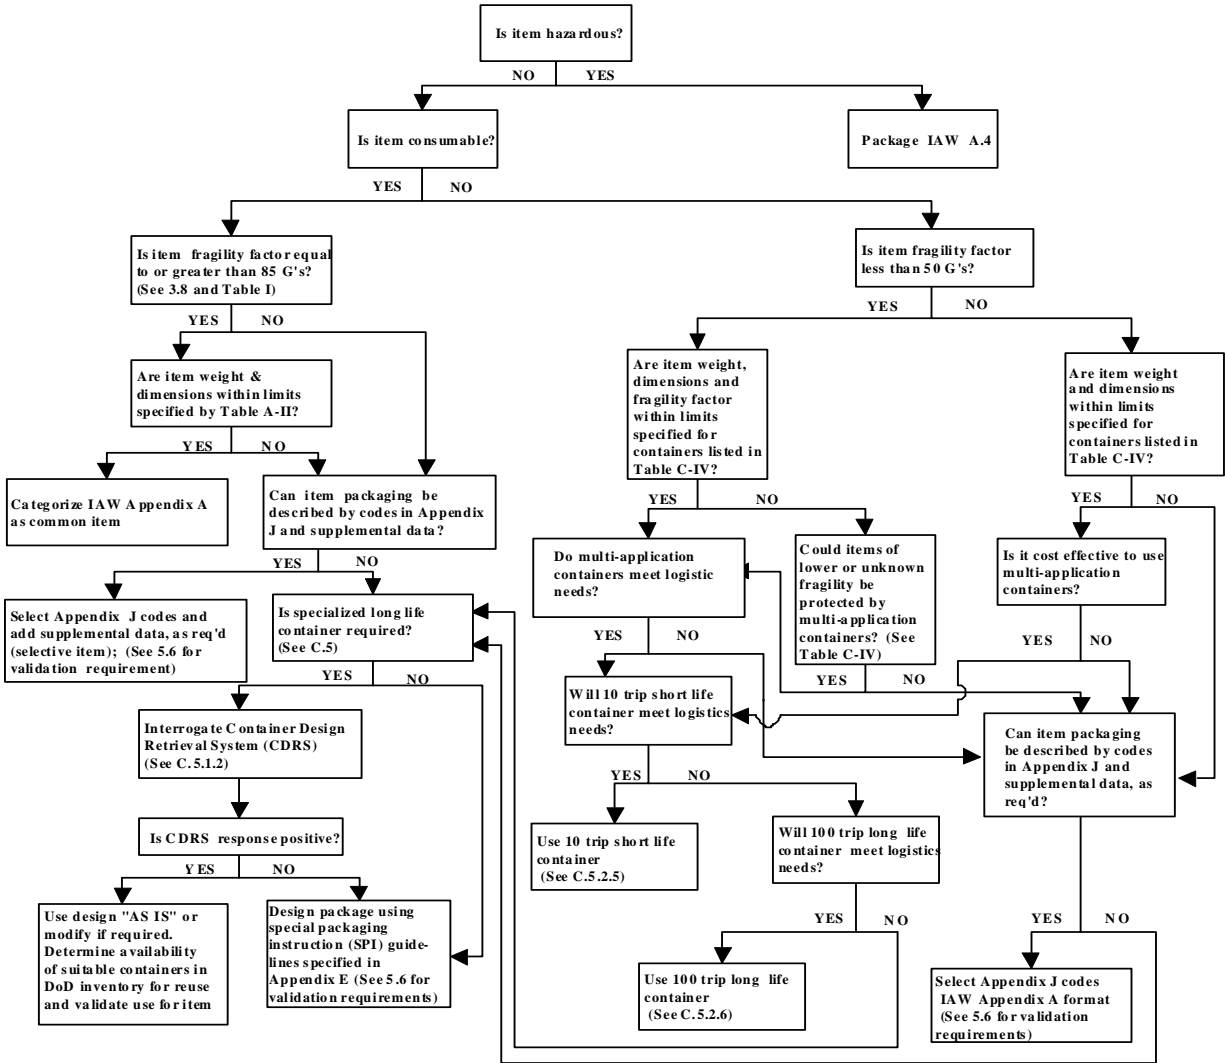 Is item hazardous?
NO YES
Is item consumable?
Package IAW A.4
YES NO
Is item fragility factor equal
to or greater than 85 G's?
(See 3.8 and Table I)
Is item fragility factor
less than 50 G's?
YES NO
YES NO
Are item weight &
dimensions within limits
specified by Table A-II?
Are item weight,
dimensions and
fragility factor
within limits
specified for
containers listed in
Table C-IV?
Are item weight
and dimensions
within limits
specified for
containers listed in
Table C-IV?
YES NO
Categorize IAW Appendix A
as common item
Can item packaging be
described by codes in Appendix
J and supplemental data?
YES NO
YES NO
Do multi-application
containers meet logistic
needs?
Could items of
lower or unknown
fragility be
protected by
multi-application
containers? (See
Table C-IV)
Is it cost effective to use
multi-application
containers?
YES NO
Select Appendix J codes and
add supplemental data, as req'd
(selective item); (See 5.6 for
validation requirement)
Is specialized long life
container required?
(See C.5)
YES NO
YES NO
YES NO
YES NO
Will 10 trip short life
container meet logistics
needs?
Interrogate Container Design
Retrieval System (CDRS)
(See C.5.1.2)
Can item packaging
be described by codes
in Appendix J and
supplemental data, as
req'd?
YES NO
Is CDRS response positive?
Use 10 trip short life
container
(See C.5.2.5)
Will 100 trip long life
container meet logistics
needs?
YES NO
Use design "AS IS" or
modify if required.
Determine availability
of suitable containers in
DoD inventory for reuse
and validate use for item
Design package using
special packaging
instruction (SPI) guide-
lines specified in
Appendix E (See 5.6 for
validation requirements)
YES NO
YES NO
Use 100 trip long life
container
(See C.5.2.6)
Select Appendix J codes
IAW Appendix A format
(See 5.6 for validation
requirements)